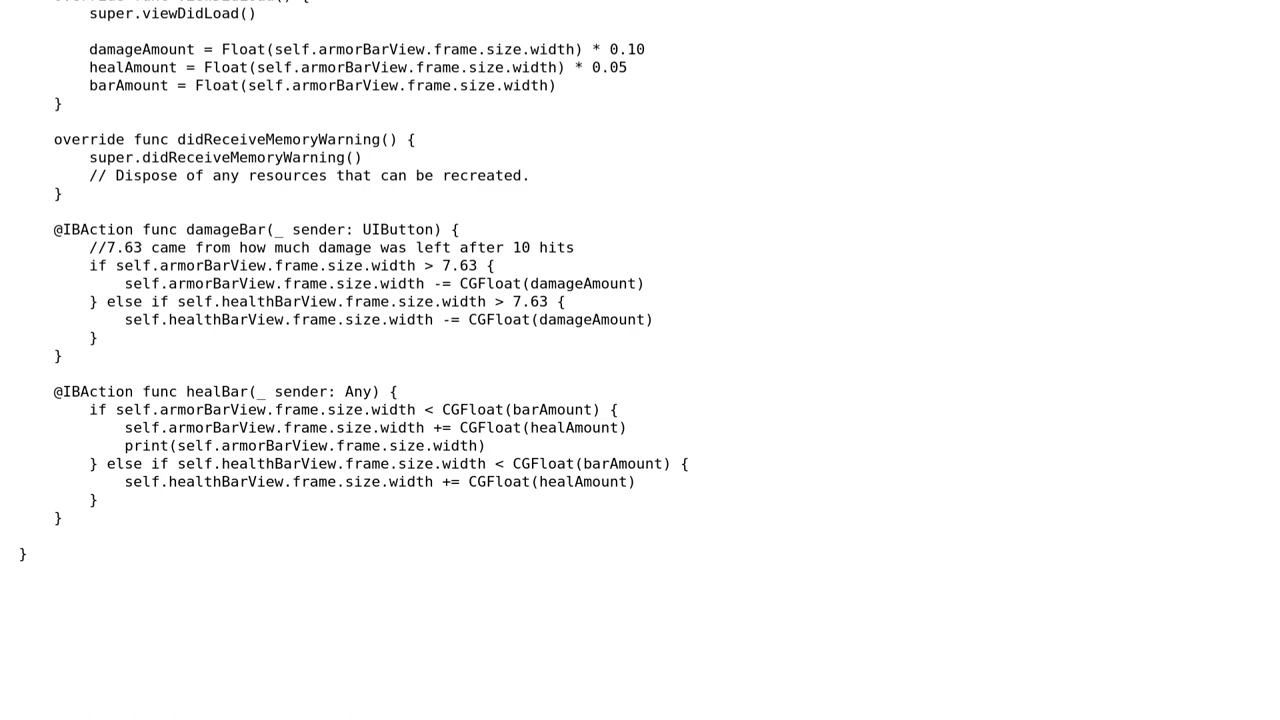 super.viewDidLoad()
damageAmount = Float(self.armorBarView.frame.size.width) * 0.10
healAmount = Float(self.armorBarView.frame.size.width) * 0.05
barAmount = Float(self.armorBarView.frame.size.width)
}
override func didReceiveMemoryWarning() {
super.didReceiveMemoryWarning()
// Dispose of any resources that can be recreated.
}
@IBAction func damageBar(_ sender: UIButton) {
//7.63 came from how much damage was left after 10 hits
if self.armorBarView.frame.size.width > 7.63 {
self.armorBarView.frame.size.width -= CGFloat(damageAmount)
} else if self.healthBarView.frame.size.width > 7.63 {
self.healthBarView.frame.size.width -= CGFloat(damageAmount)
}
}
@IBAction func healBar(_ sender: Any) {
if self.armorBarView.frame.size.width < CGFloat(barAmount) {
self.armorBarView.frame.size.width += CGFloat(healAmount)
print(self.armorBarView.frame.size.width)
} else if self.healthBarView.frame.size.width < CGFloat(barAmount) {
self.healthBarView.frame.size.width += CGFloat(healAmount)
}
}
}